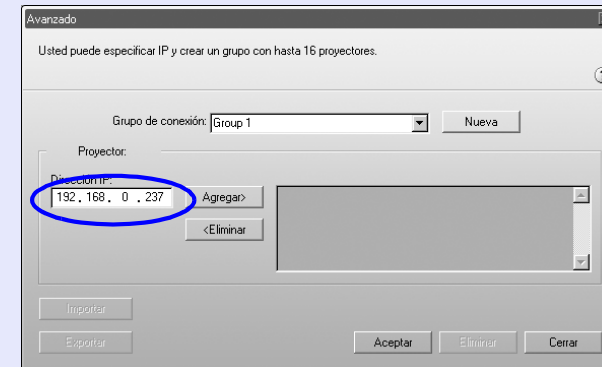 Avanzado
Usted puede especificar IP y crear un grupo con hasta 16 proyectores.
Grupo de conexión: Group 1
Nueva
Proyector:
Dirección IP:
192 . 168 . 0 . 237
Agregar>
<Eliminar
Importar
Exportar
Aceptar
Eliminar
Cerrar